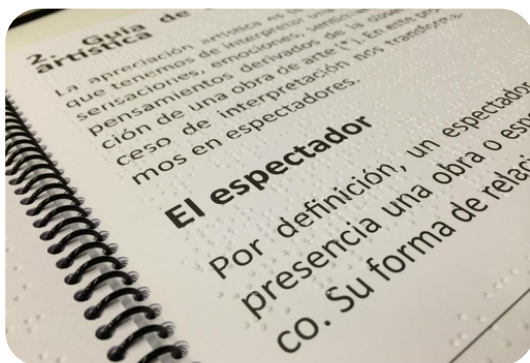 2. Guía de
artística
La apreciación artística es la
que tenemos de interpretar una
sensaciones, emociones,
pensamientos derivados de la
ción de una obra de arte (*). En este
ceso de interpretación nos transforma-
mos en espectadores.
El espectador
Por definición, un espectador
presencia una obra o
co. Su forma de